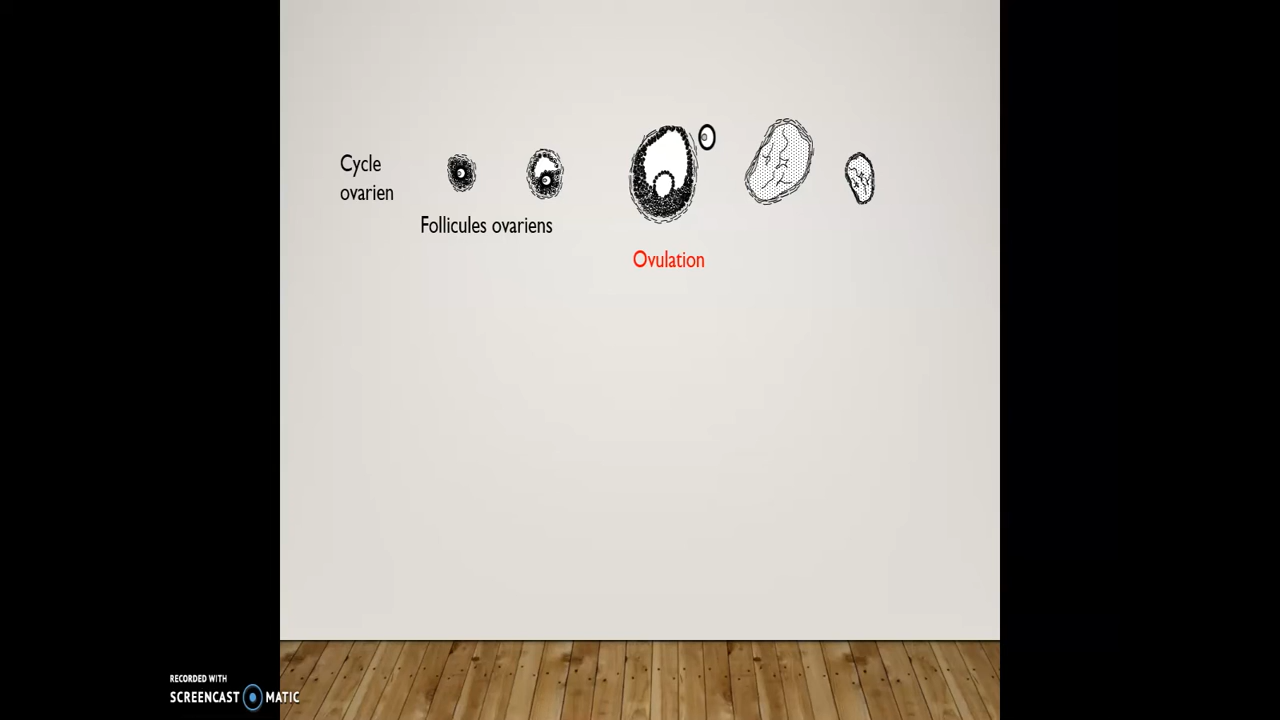 Cycle
ovarien
Follicules ovariens
Ovulation
RECORDED WITH
SCREENCAST MATIC